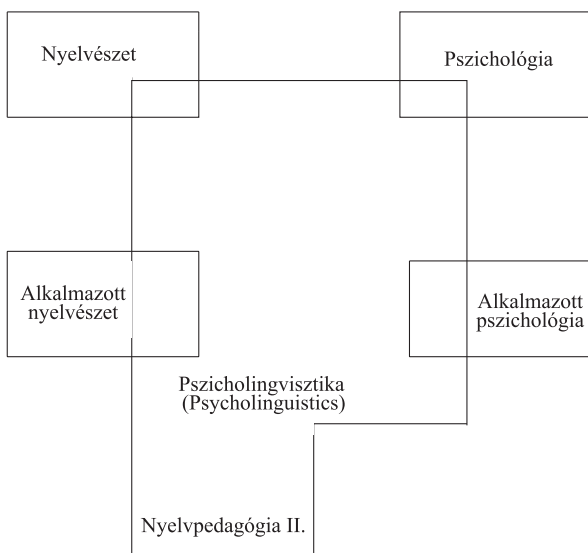 Nyelvészet
Pszichológia
Alkalmazott
nyelvészet
Alkalmazott
pszichológia
Pszicholingvisztika
(Psycholinguistics)
Nyelvpedagógia II.